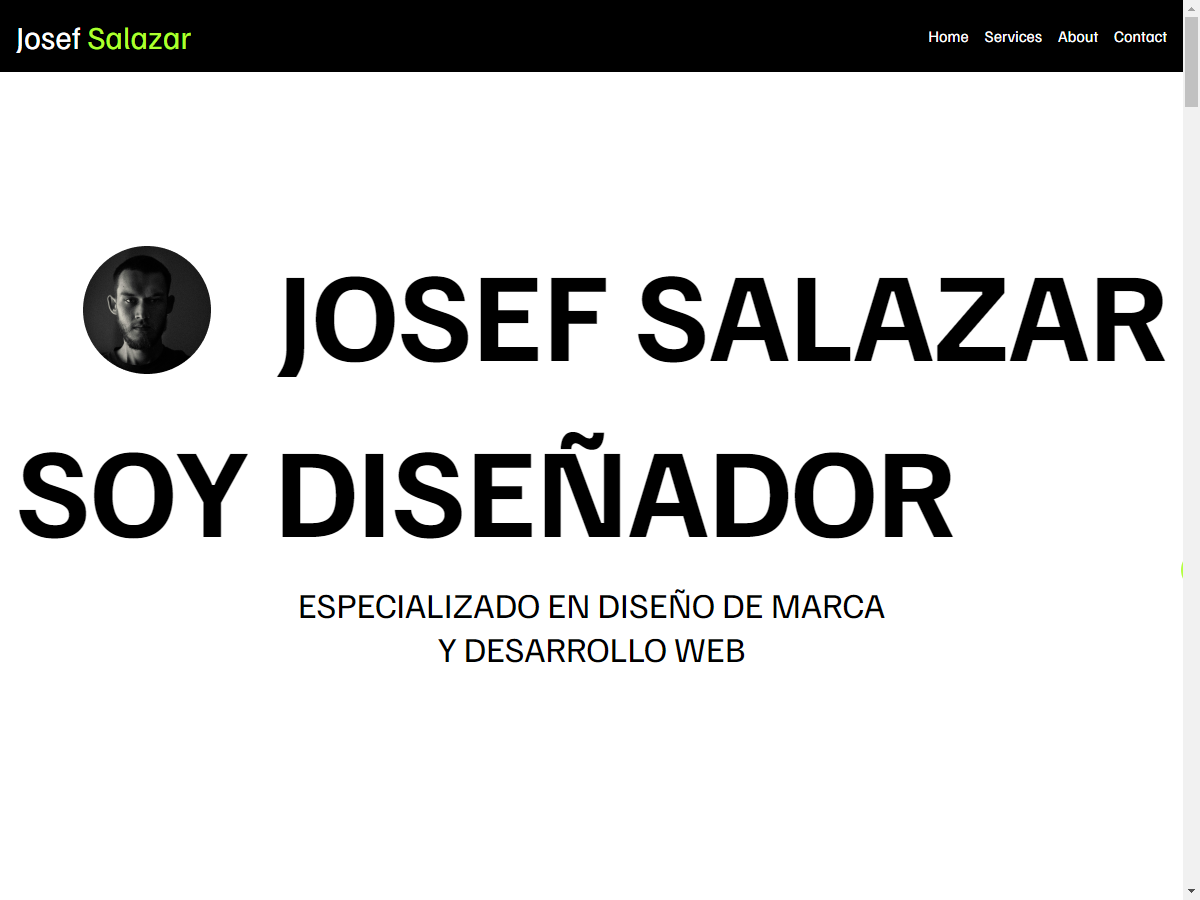 Josef Salazar
Home Services About Contact
JOSEF SALAZAR
SOY DISEÑADOR
ESPECIALIZADO EN DISEÑO DE MARCA
Y DESARROLLO WEB